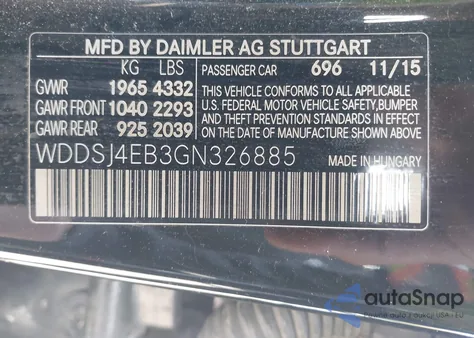 MFD BY DAIMLER AG STUTTGART
KG LBS PASSENGER CAR 696 11/15
GVWR 1965 4332 THIS VEHICLE CONFORMS TO ALL APPLICABLE
GAWR FRONT 1040 2293 U.S. FEDERAL MOTOR VEHICLE SAFETY, BUMPER
GAWR REAR 925 2039 AND THEFT PREVENTION STANDARDS IN EFFECT
ON THE DATE OF MANUFACTURE SHOWN ABOVE.
WDDSJ4EB3GN326885 MADE IN HUNGARY
autoSnap